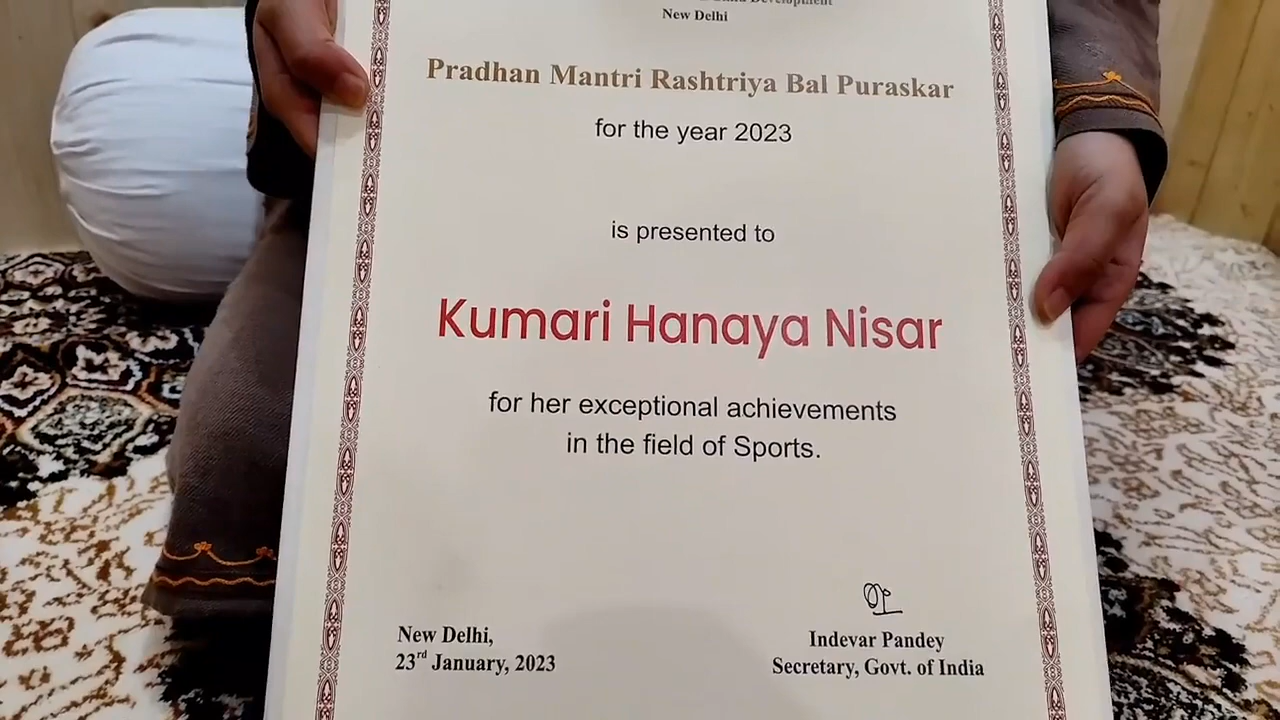 Development
New Delhi
Pradhan Mantri Rashtriya Bal Puraskar
for the year 2023
is presented to
Kumari Hanaya Nisar
for her exceptional achievements
in the field of Sports.
New Delhi,
23rd January, 2023
Indevar Pandey
Secretary, Govt. of India